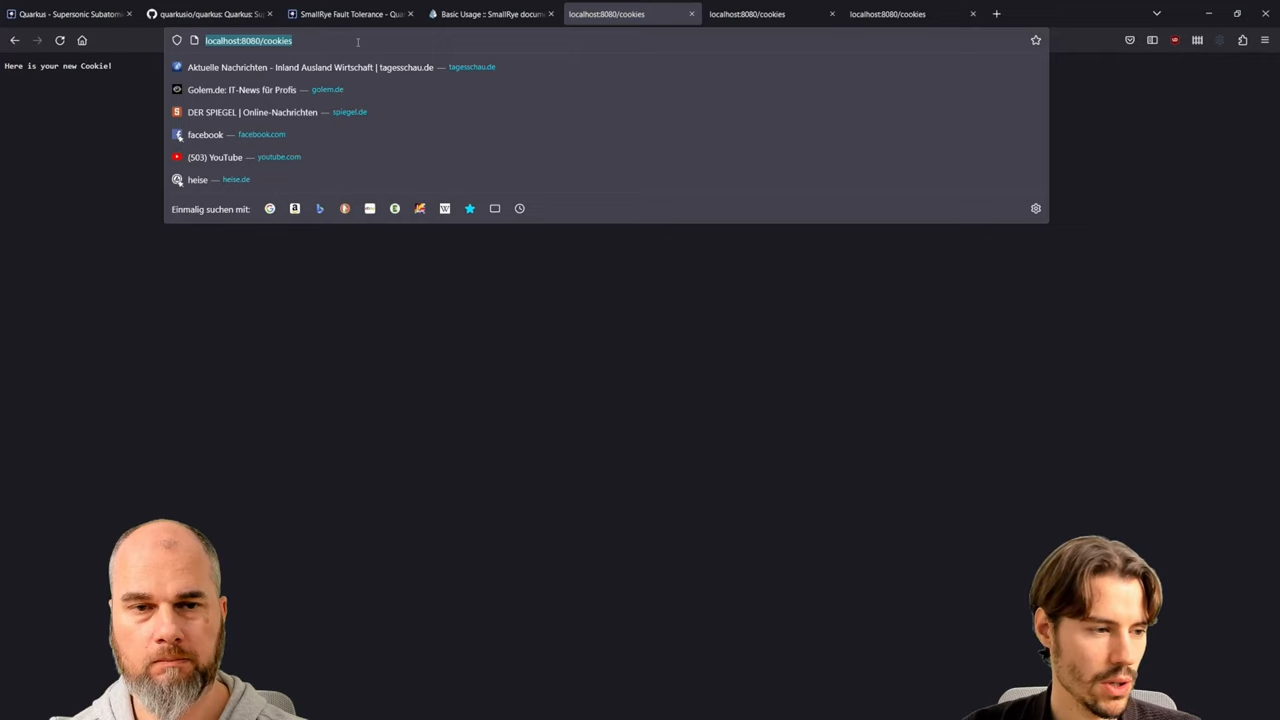 Quarkus - Supersonic Subatomi
quarkusio/quarkus: Quarkus: Su
SmallRye Fault Tolerance - Qua
Basic Usage :: SmallRye docum
localhost:8080/cookies
localhost:8080/cookies
localhost:8080/cookies
localhost:8080/cookies
Here is your new Cookie!
Aktuelle Nachrichten - Inland Ausland Wirtschaft | tagesschau.de — tagesschau.de
Golem.de: IT-News für Profis — golem.de
DER SPIEGEL | Online-Nachrichten — spiegel.de
facebook — facebook.com
(503) YouTube — youtube.com
heise — heise.de
Einmalig suchen mit: